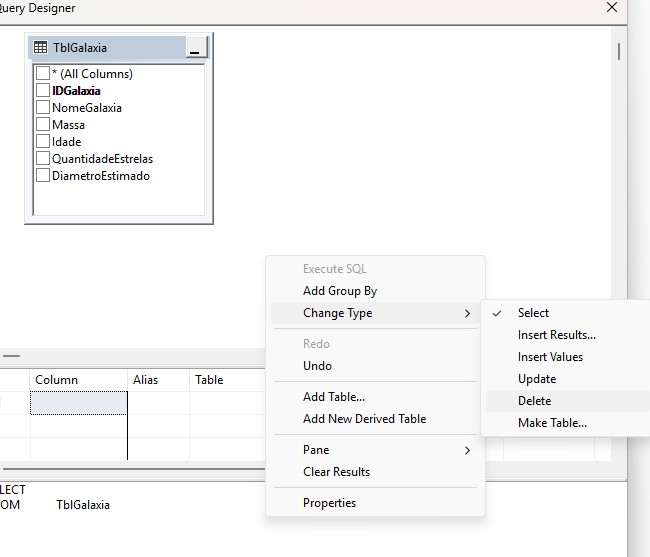 Query Designer
TblGalaxia
* (All Columns)
IDGalaxia
NomeGalaxia
Massa
Idade
QuantidadeEstrelas
DiametroEstimado
Execute SQL
Add Group By
Change Type
Redo
Undo
Add Table...
Add New Derived Table
Pane
Clear Results
Properties
Select
Insert Results...
Insert Values
Update
Delete
Make Table...
Column Alias Table
LECT
OM TblGalaxia